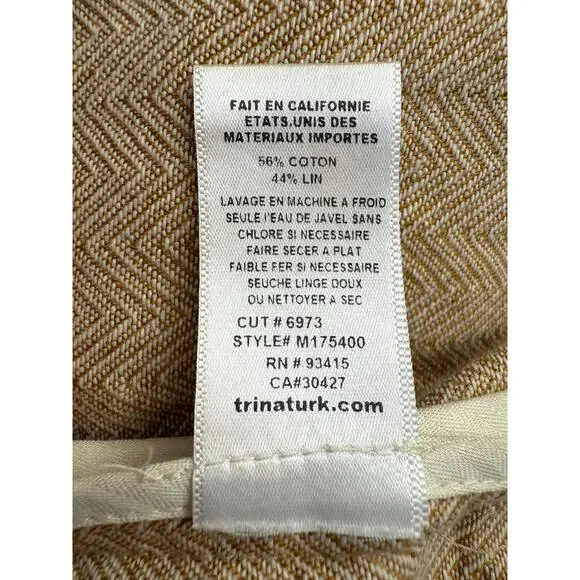 FAIT EN CALIFORNIE
ETATS.UNIS DES
MATERIAUX IMPORTES
56% COTON
44% LIN
LAVAGE EN MACHINE A FROID
SEULE l'EAU DE JAVEL SANS
CHLORE SI NECESSAIRE
FAIRE SECER A PLAT
FAIBLE FER SI NECESSAIRE
SEUCHE LINGE DOUX
OU NETTOYER A SEC
CUT # 6973
STYLE# M175400
RN # 93415
CA#30427
trinaturk.com